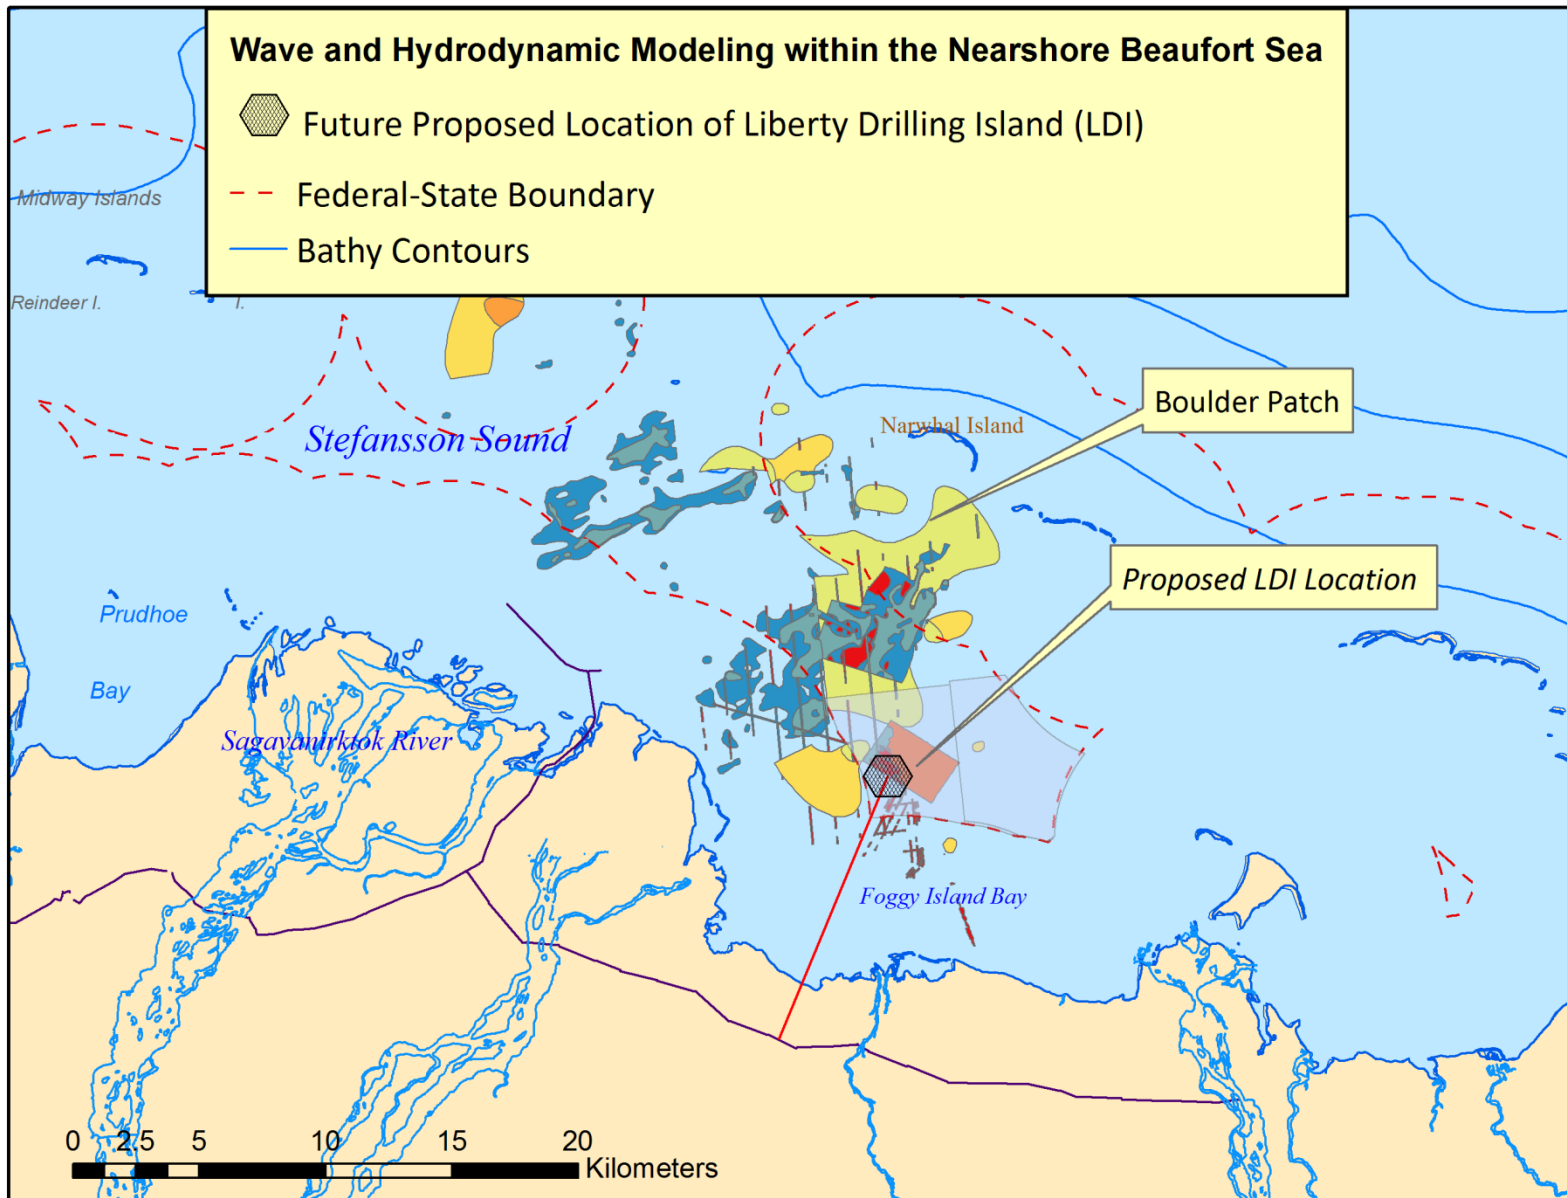 Wave and Hydrodynamic Modeling within the Nearshore Beaufort Sea
Future Proposed Location of Liberty Drilling Island (LDI)
Federal-State Boundary
Bathy Contours
Midway Islands
Reindeer I.
I.
Boulder Patch
Narwhal Island
Stefansson Sound
Proposed LDI Location
Prudhoe
Bay
Sagavanirktok River
Foggy Island Bay
0 2.5 5 10 15 20
Kilometers